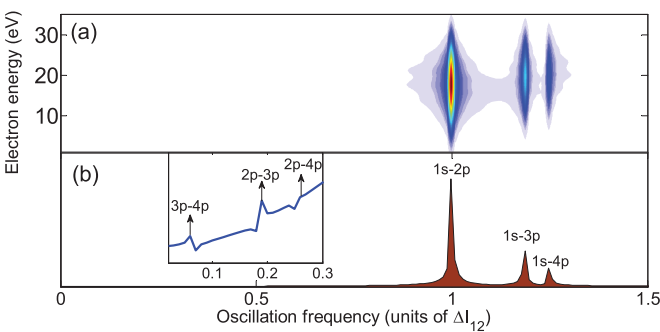 (a)
Electron energy (eV)
30
20
10
(b)
3p-4p
2p-3p
2p-4p
0.1
0.2
0.3
1s-2p
1s-3p
1s-4p
0
0.5
1
1.5
Oscillation frequency (units of ΔI₁₂)